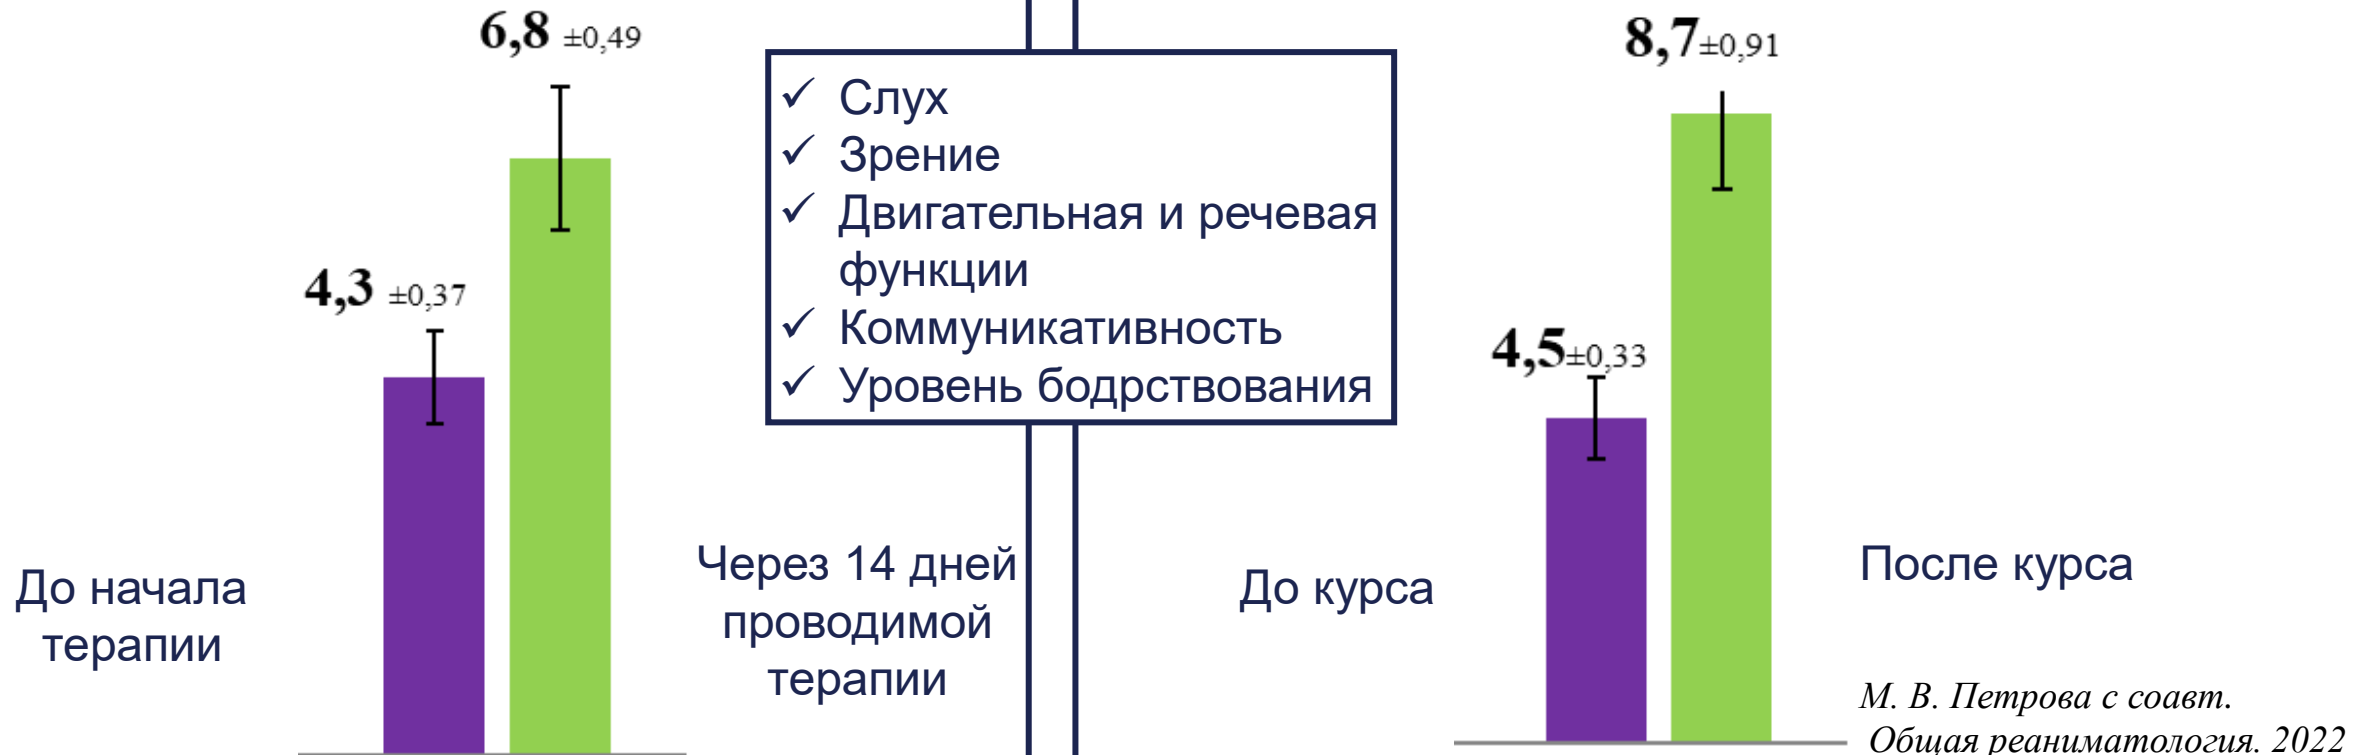 6,8 ±0,49
4,3 ±0,37
До начала
терапии
Через 14 дней
проводимой
терапии
✓ Слух
✓ Зрение
✓ Двигательная и речевая
функции
✓ Коммуникативность
✓ Уровень бодрствования
8,7±0,91
4,5±0,33
До курса
После курса
М. В. Петрова с соавт.
Общая реаниматология. 2022